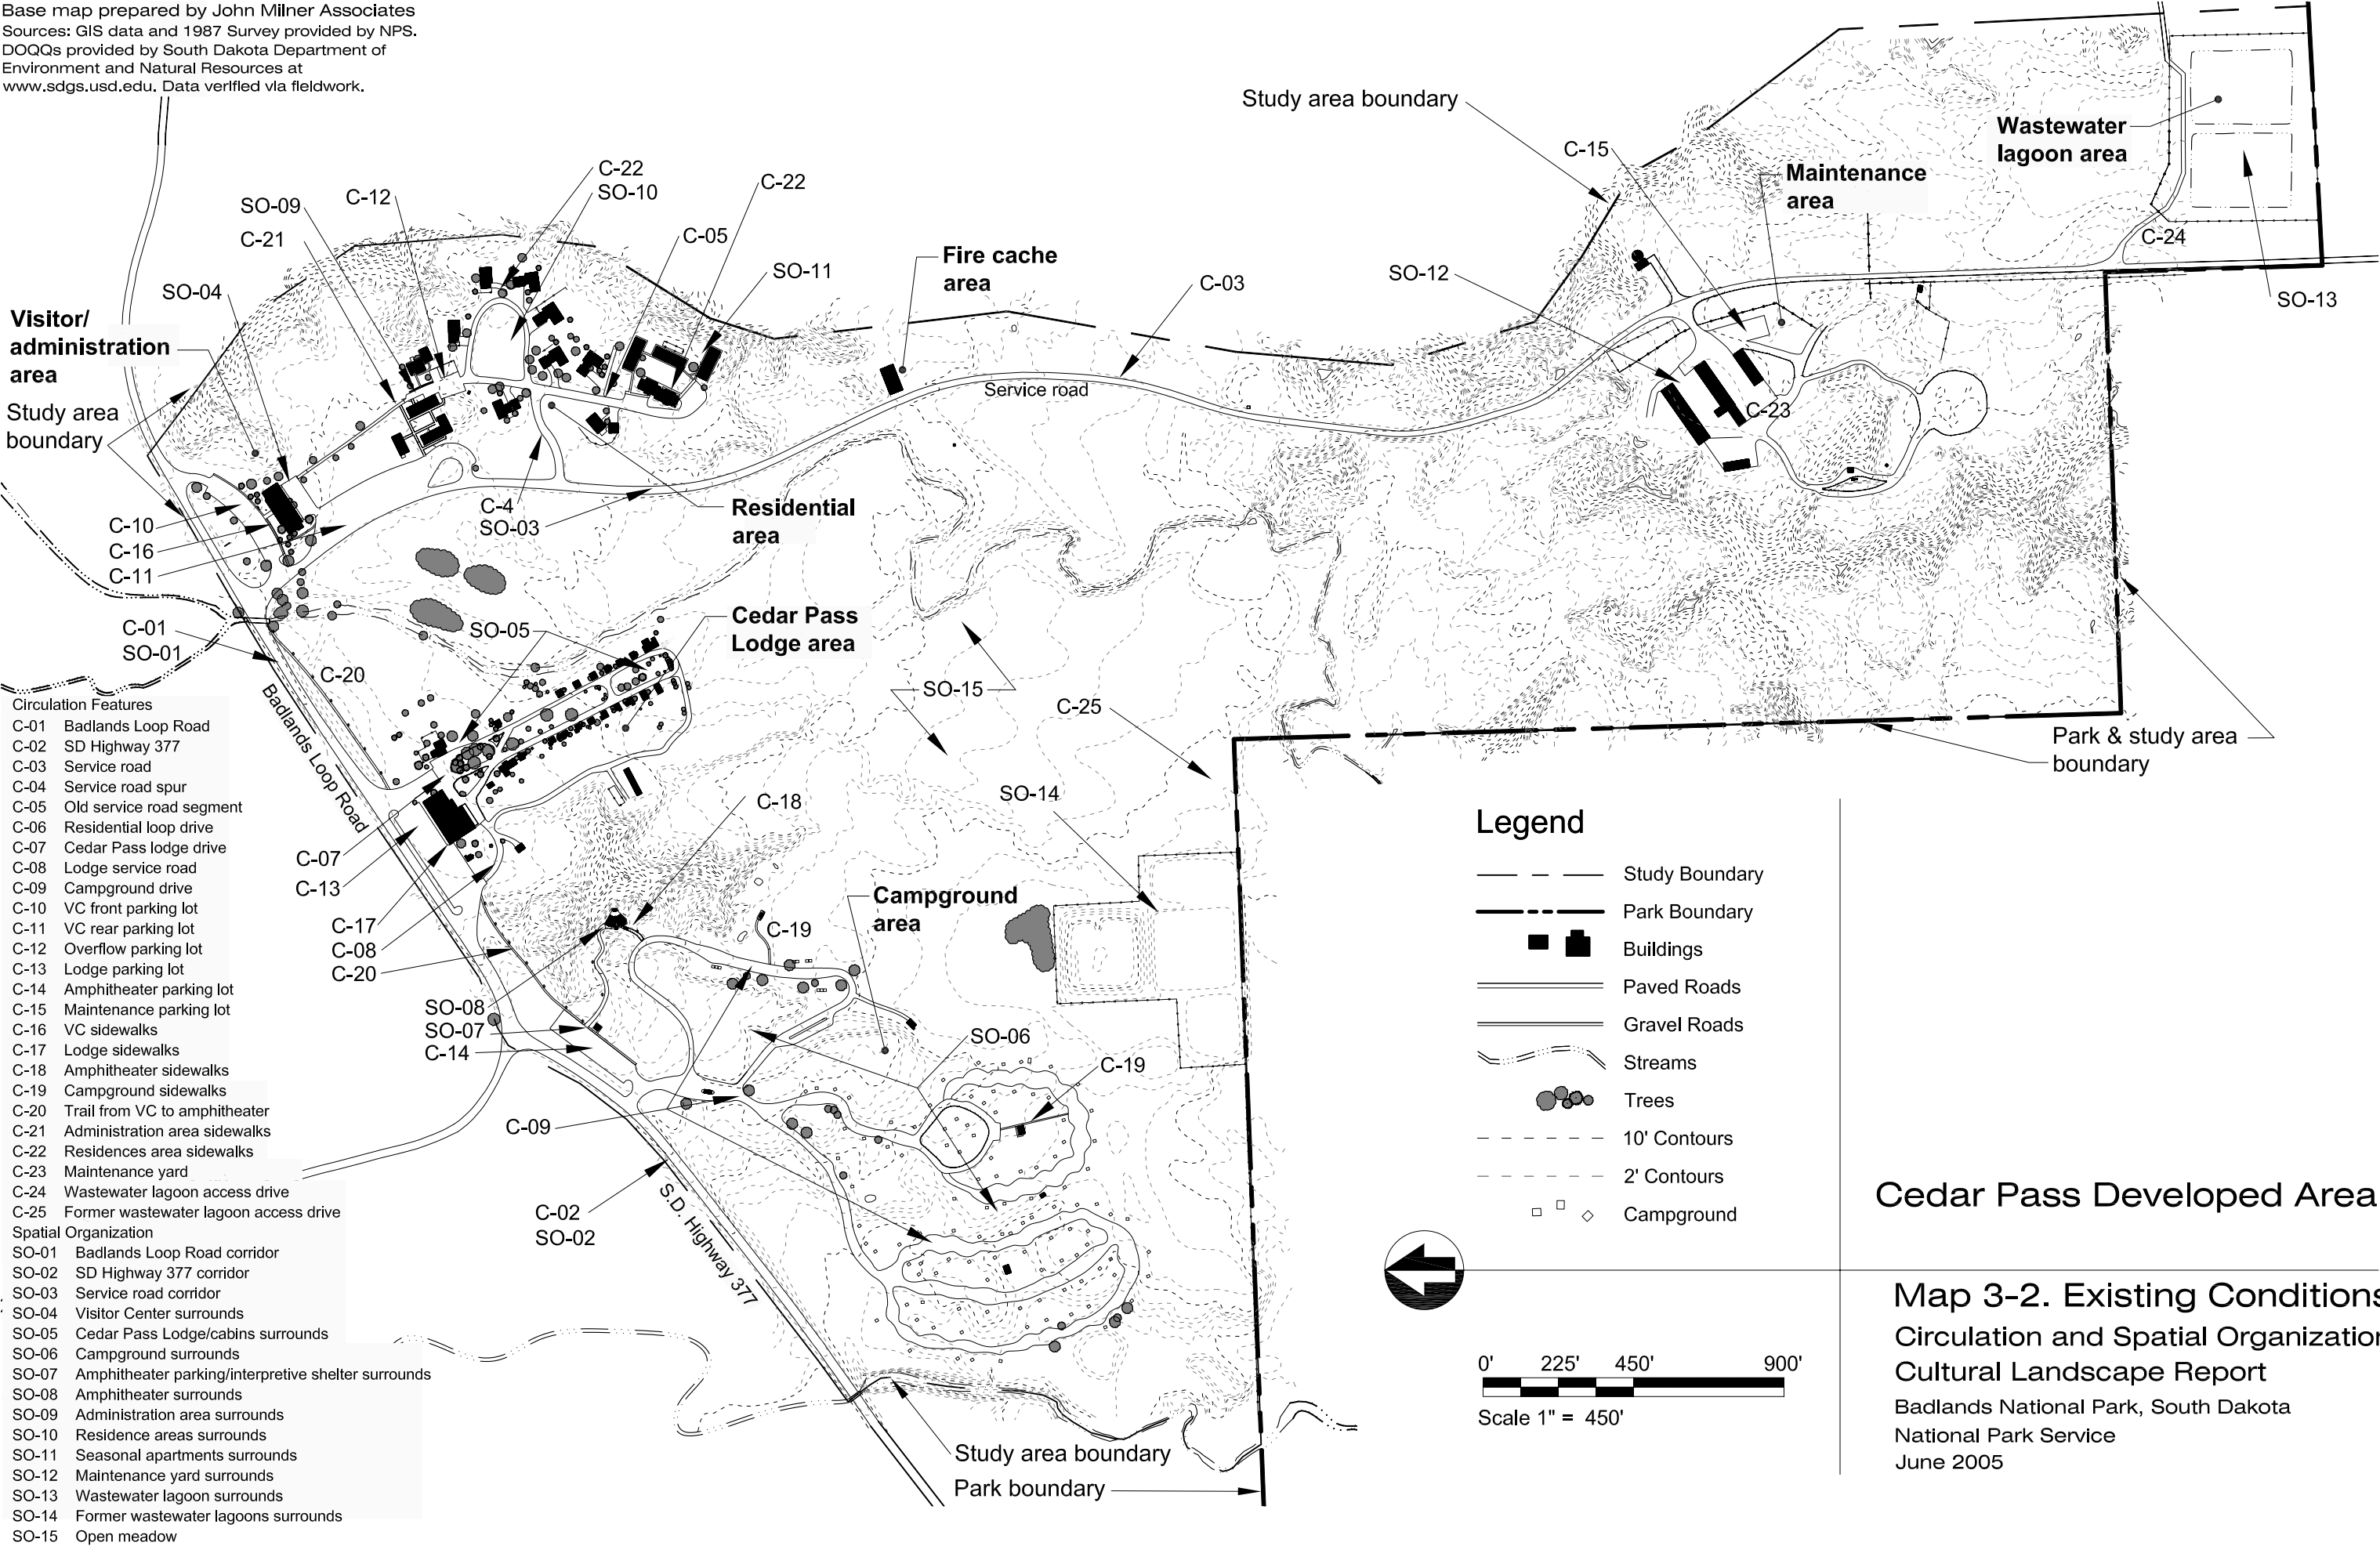 Base map prepared by John Milner Associates
Sources: GIS data and 1987 Survey provided by NPS.
DOQQs provided by South Dakota Department of
Environment and Natural Resources at
www.sdgs.usd.edu. Data verified via fieldwork.
Study area boundary
C-15
Wastewater
lagoon area
Maintenance
area
C-22
SO-10
C-22
C-12
SO-09
C-21
C-05
SO-11
Fire cache
area
C-03
SO-12
C-24
SO-13
SO-04
Visitor/
administration
area
Study area
boundary
Service road
C-23
C-10
C-16
C-11
C-4
SO-03
Residential
area
C-01
SO-01
C-20
SO-05
Cedar Pass
Lodge area
SO-15
C-25
Park & study area
boundary
Badlands Loop Road
SO-14
C-18
C-07
C-13
C-17
C-08
C-20
Campground
area
C-19
SO-08
SO-07
C-14
SO-06
C-19
C-09
C-02
SO-02
S.D. Highway 377
Study area boundary
Park boundary
Circulation Features
C-01 Badlands Loop Road
C-02 SD Highway 377
C-03 Service road
C-04 Service road spur
C-05 Old service road segment
C-06 Residential loop drive
C-07 Cedar Pass lodge drive
C-08 Lodge service road
C-09 Campground drive
C-10 VC front parking lot
C-11 VC rear parking lot
C-12 Overflow parking lot
C-13 Lodge parking lot
C-14 Amphitheater parking lot
C-15 Maintenance parking lot
C-16 VC sidewalks
C-17 Lodge sidewalks
C-18 Amphitheater sidewalks
C-19 Campground sidewalks
C-20 Trail from VC to amphitheater
C-21 Administration area sidewalks
C-22 Residences area sidewalks
C-23 Maintenance yard
C-24 Wastewater lagoon access drive
C-25 Former wastewater lagoon access drive
Spatial Organization
SO-01 Badlands Loop Road corridor
SO-02 SD Highway 377 corridor
SO-03 Service road corridor
SO-04 Visitor Center surrounds
SO-05 Cedar Pass Lodge/cabins surrounds
SO-06 Campground surrounds
SO-07 Amphitheater parking/interpretive shelter surrounds
SO-08 Amphitheater surrounds
SO-09 Administration area surrounds
SO-10 Residence areas surrounds
SO-11 Seasonal apartments surrounds
SO-12 Maintenance yard surrounds
SO-13 Wastewater lagoon surrounds
SO-14 Former wastewater lagoons surrounds
SO-15 Open meadow
Legend
Study Boundary
Park Boundary
Buildings
Paved Roads
Gravel Roads
Streams
Trees
10' Contours
2' Contours
Campground
0' 225' 450' 900'
Scale 1" = 450'
Cedar Pass Developed Area
Map 3-2. Existing Conditions
Circulation and Spatial Organization
Cultural Landscape Report
Badlands National Park, South Dakota
National Park Service
June 2005